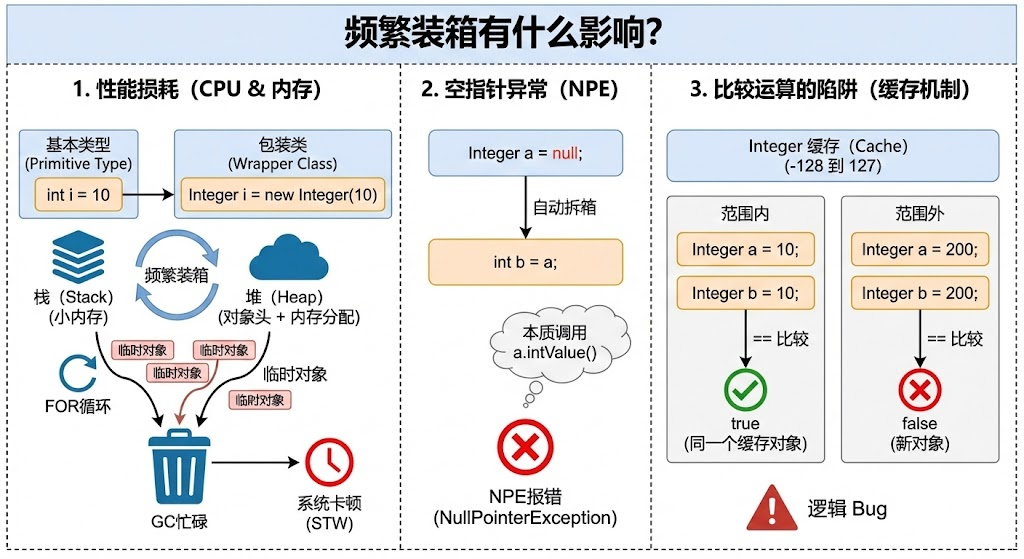 频繁装箱有什么影响?
1. 性能损耗（CPU & 内存）
基本类型
(Primitive Type)
int i = 10
包装类
(Wrapper Class)
Integer i = new Integer(10)
频繁装箱
栈（Stack）
(小内存)
堆（Heap）
(对象头 + 内存分配)
临时对象
临时对象
临时对象
临时对象
临时对象
FOR循环
GC忙碌
系统卡顿
(STW)
2. 空指针异常（NPE）
Integer a = null;
自动拆箱
int b = a;
本质调用
a.intValue()
NPE报错
(NullPointerException)
3. 比较运算的陷阱（缓存机制）
Integer 缓存（Cache）
(-128 到 127)
范围内
Integer a = 10;
Integer b = 10;
== 比较
true
(同一个缓存对象)
范围外
Integer a = 200;
Integer b = 200;
== 比较
false
(新对象)
逻辑 Bug